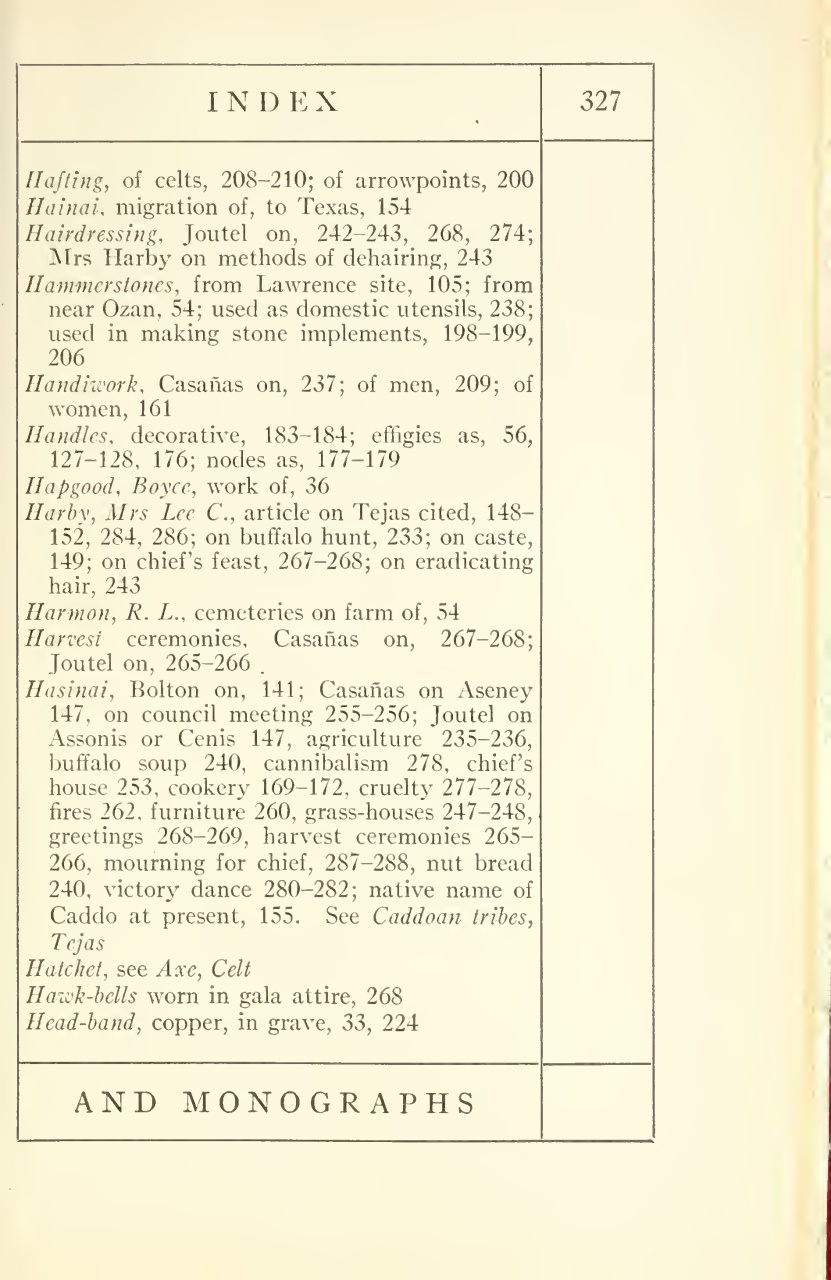 INDEX 327
Hafting, of celts, 208–210; of arrowpoints, 200
Hainai, migration of, to Texas, 154
Hairdressing, Joutel on, 242–243, 268, 274;
Mrs Harby on methods of dehairing, 243
Hammerstones, from Lawrence site, 105; from
near Ozan, 54; used as domestic utensils, 238;
used in making stone implements, 198–199,
206
Handiwork, Casañas on, 237; of men, 209; of
women, 161
Handles, decorative, 183–184; effigies as, 56,
127–128, 176; nodes as, 177–179
Hapgood, Boyce, work of, 36
Harby, Mrs Lee C., article on Tejas cited, 148–
152, 284, 286; on buffalo hunt, 233; on caste,
149; on chief's feast, 267–268; on eradicating
hair, 243
Harmon, R. L., cemeteries on farm of, 54
Harvest ceremonies, Casañas on, 267–268;
Joutel on, 265–266
Hasinai, Bolton on, 141; Casañas on Aseney
147, on council meeting 255–256; Joutel on
Assonis or Cenis 147, agriculture 235–236,
buffalo soup 240, cannibalism 278, chief's
house 253, cookery 169–172, cruelty 277–278,
fires 262, furniture 260, grass-houses 247–248,
greetings 268–269, harvest ceremonies 265–
266, mourning for chief, 287–288, nut bread
240, victory dance 280–282; native name of
Caddo at present, 155. See Caddoan tribes,
Tejas
Hatchet, see Axe, Celt
Hawk-bells worn in gala attire, 268
Head-band, copper, in grave, 33, 224
AND MONOGRAPHS